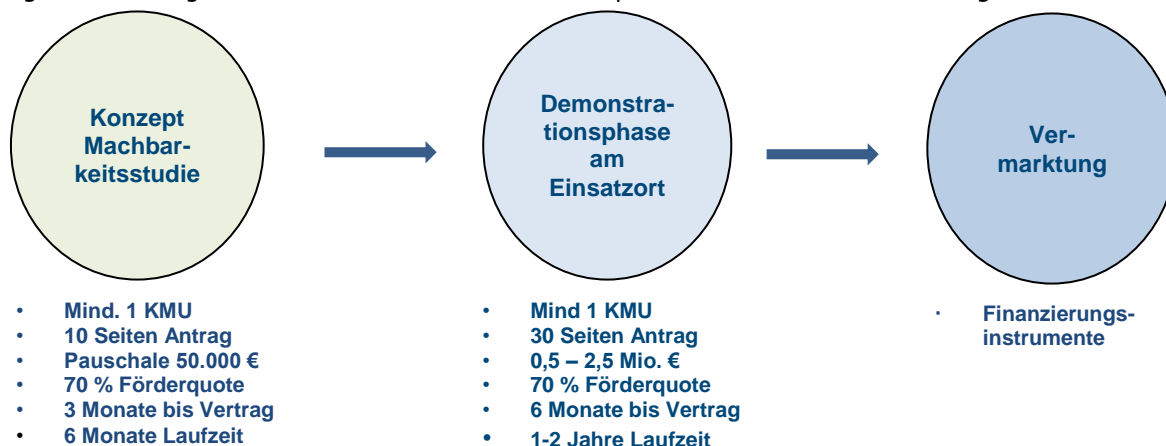 Konzept
Machbar-
keitsstudie
Demonstra-
tionsphase
am
Einsatzort
Ver-
marktung
• Mind. 1 KMU
• 10 Seiten Antrag
• Pauschale 50.000 €
• 70 % Förderquote
• 3 Monate bis Vertrag
• 6 Monate Laufzeit
• Mind 1 KMU
• 30 Seiten Antrag
• 0,5 – 2,5 Mio. €
• 70 % Förderquote
• 6 Monate bis Vertrag
• 1-2 Jahre Laufzeit
· Finanzierungs-
instrumente